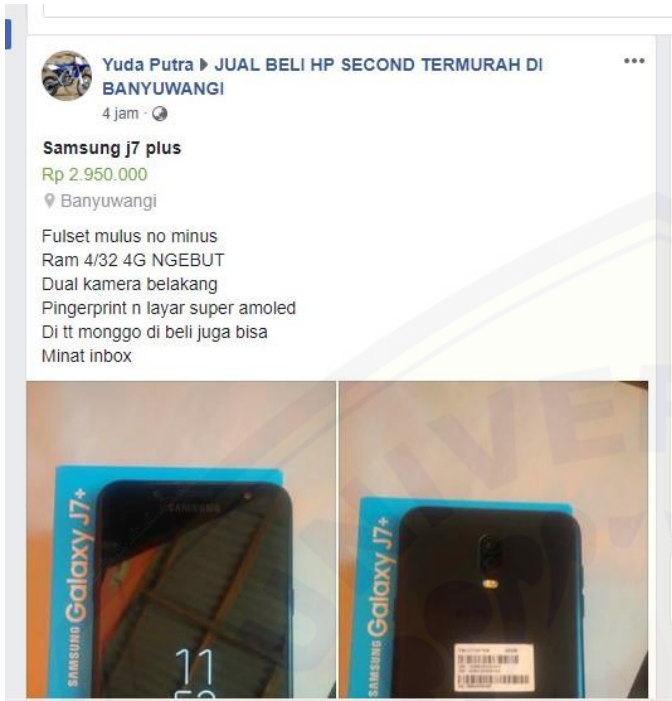 Yuda Putra ▶ JUAL BELI HP SECOND TERMURAH DI
BANYUWANGI
4 jam ·
Samsung j7 plus
Rp 2.950.000
Banyuwangi
Fulset mulus no minus
Ram 4/32 4G NGEBUT
Dual kamera belakang
Pingerprint n layar super amoled
Di tt monggo di beli juga bisa
Minat inbox
SAMSUNG Galaxy J7+
SAMSUNG
11
SAMSUNG Galaxy J7+
UNIVER